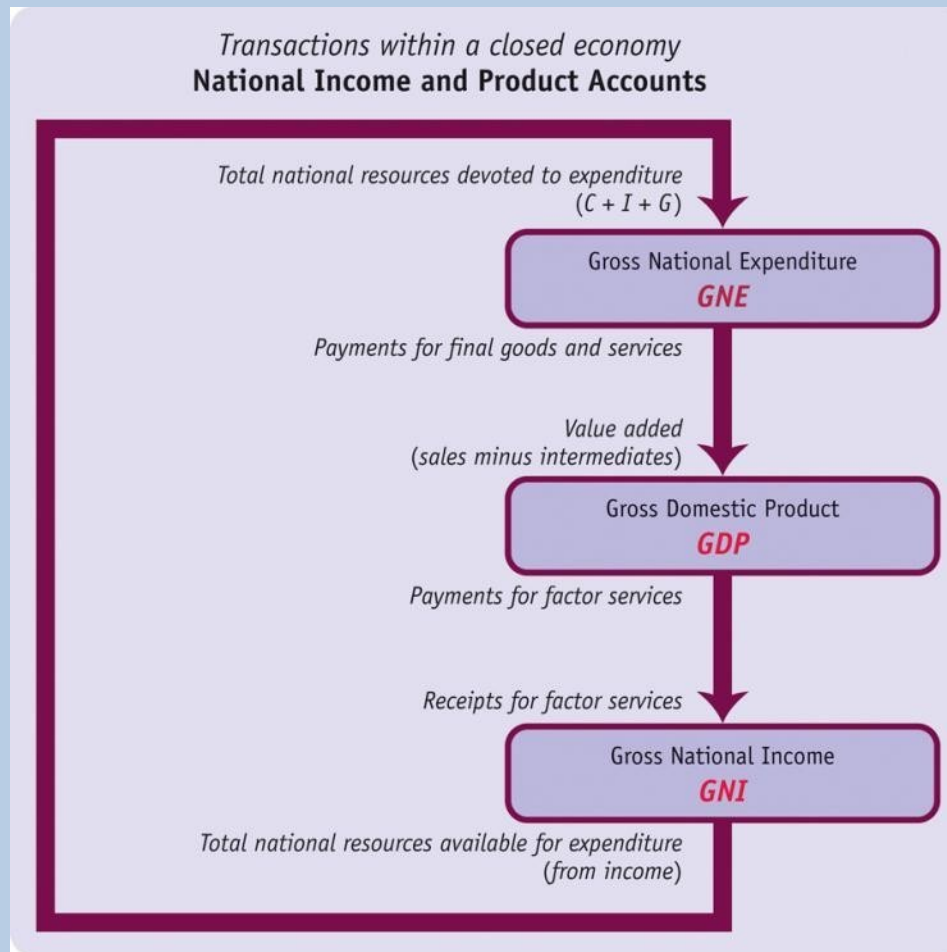 Transactions within a closed economy
National Income and Product Accounts
Total national resources devoted to expenditure
(C + I + G)
Gross National Expenditure
GNE
Payments for final goods and services
Value added
(sales minus intermediates)
Gross Domestic Product
GDP
Payments for factor services
Receipts for factor services
Gross National Income
GNI
Total national resources available for expenditure
(from income)